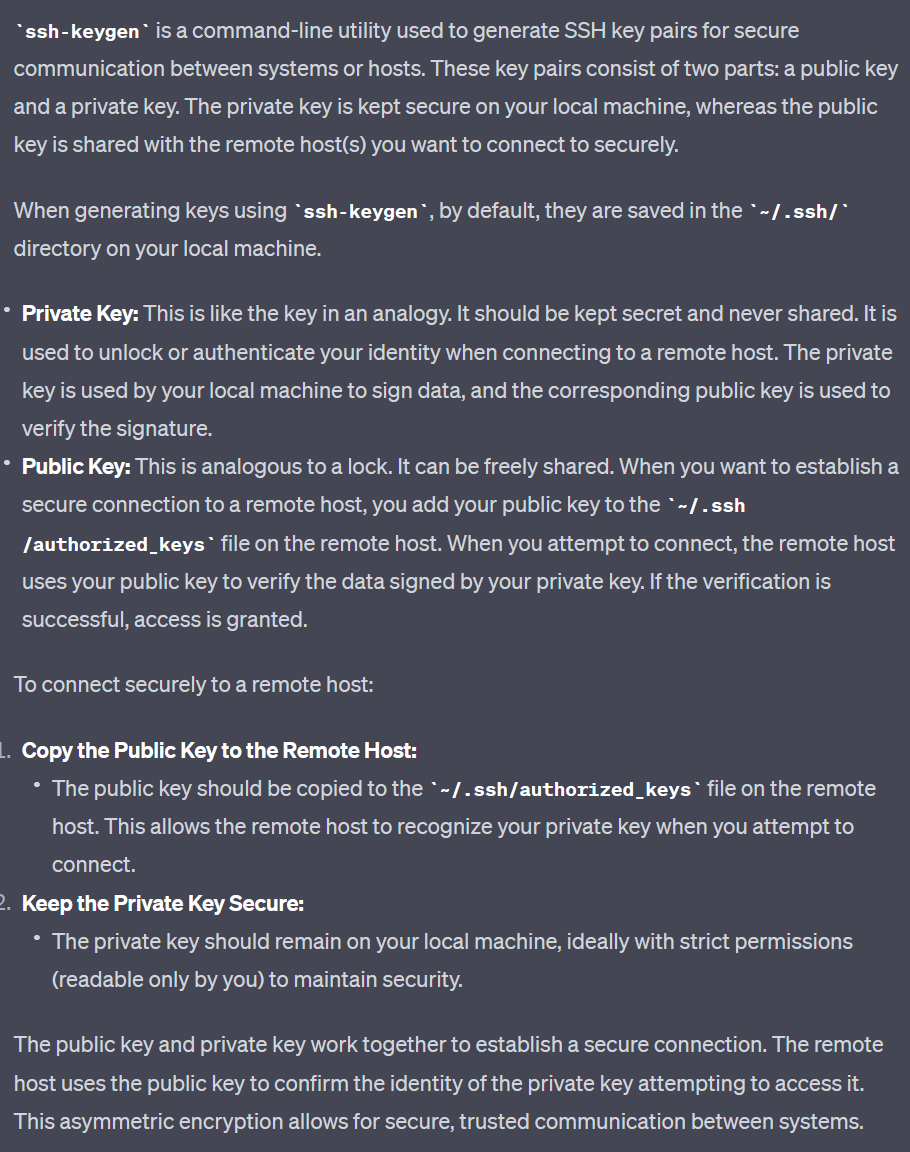 `ssh-keygen` is a command-line utility used to generate SSH key pairs for secure
communication between systems or hosts. These key pairs consist of two parts: a public key
and a private key. The private key is kept secure on your local machine, whereas the public
key is shared with the remote host(s) you want to connect to securely.
When generating keys using `ssh-keygen`, by default, they are saved in the `~/.ssh/`
directory on your local machine.
• Private Key: This is like the key in an analogy. It should be kept secret and never shared. It is
used to unlock or authenticate your identity when connecting to a remote host. The private
key is used by your local machine to sign data, and the corresponding public key is used to
verify the signature.
• Public Key: This is analogous to a lock. It can be freely shared. When you want to establish a
secure connection to a remote host, you add your public key to the `~/.ssh
/authorized_keys` file on the remote host. When you attempt to connect, the remote host
uses your public key to verify the data signed by your private key. If the verification is
successful, access is granted.
To connect securely to a remote host:
1. Copy the Public Key to the Remote Host:
• The public key should be copied to the `~/.ssh/authorized_keys` file on the remote
host. This allows the remote host to recognize your private key when you attempt to
connect.
2. Keep the Private Key Secure:
• The private key should remain on your local machine, ideally with strict permissions
(readable only by you) to maintain security.
The public key and private key work together to establish a secure connection. The remote
host uses the public key to confirm the identity of the private key attempting to access it.
This asymmetric encryption allows for secure, trusted communication between systems.